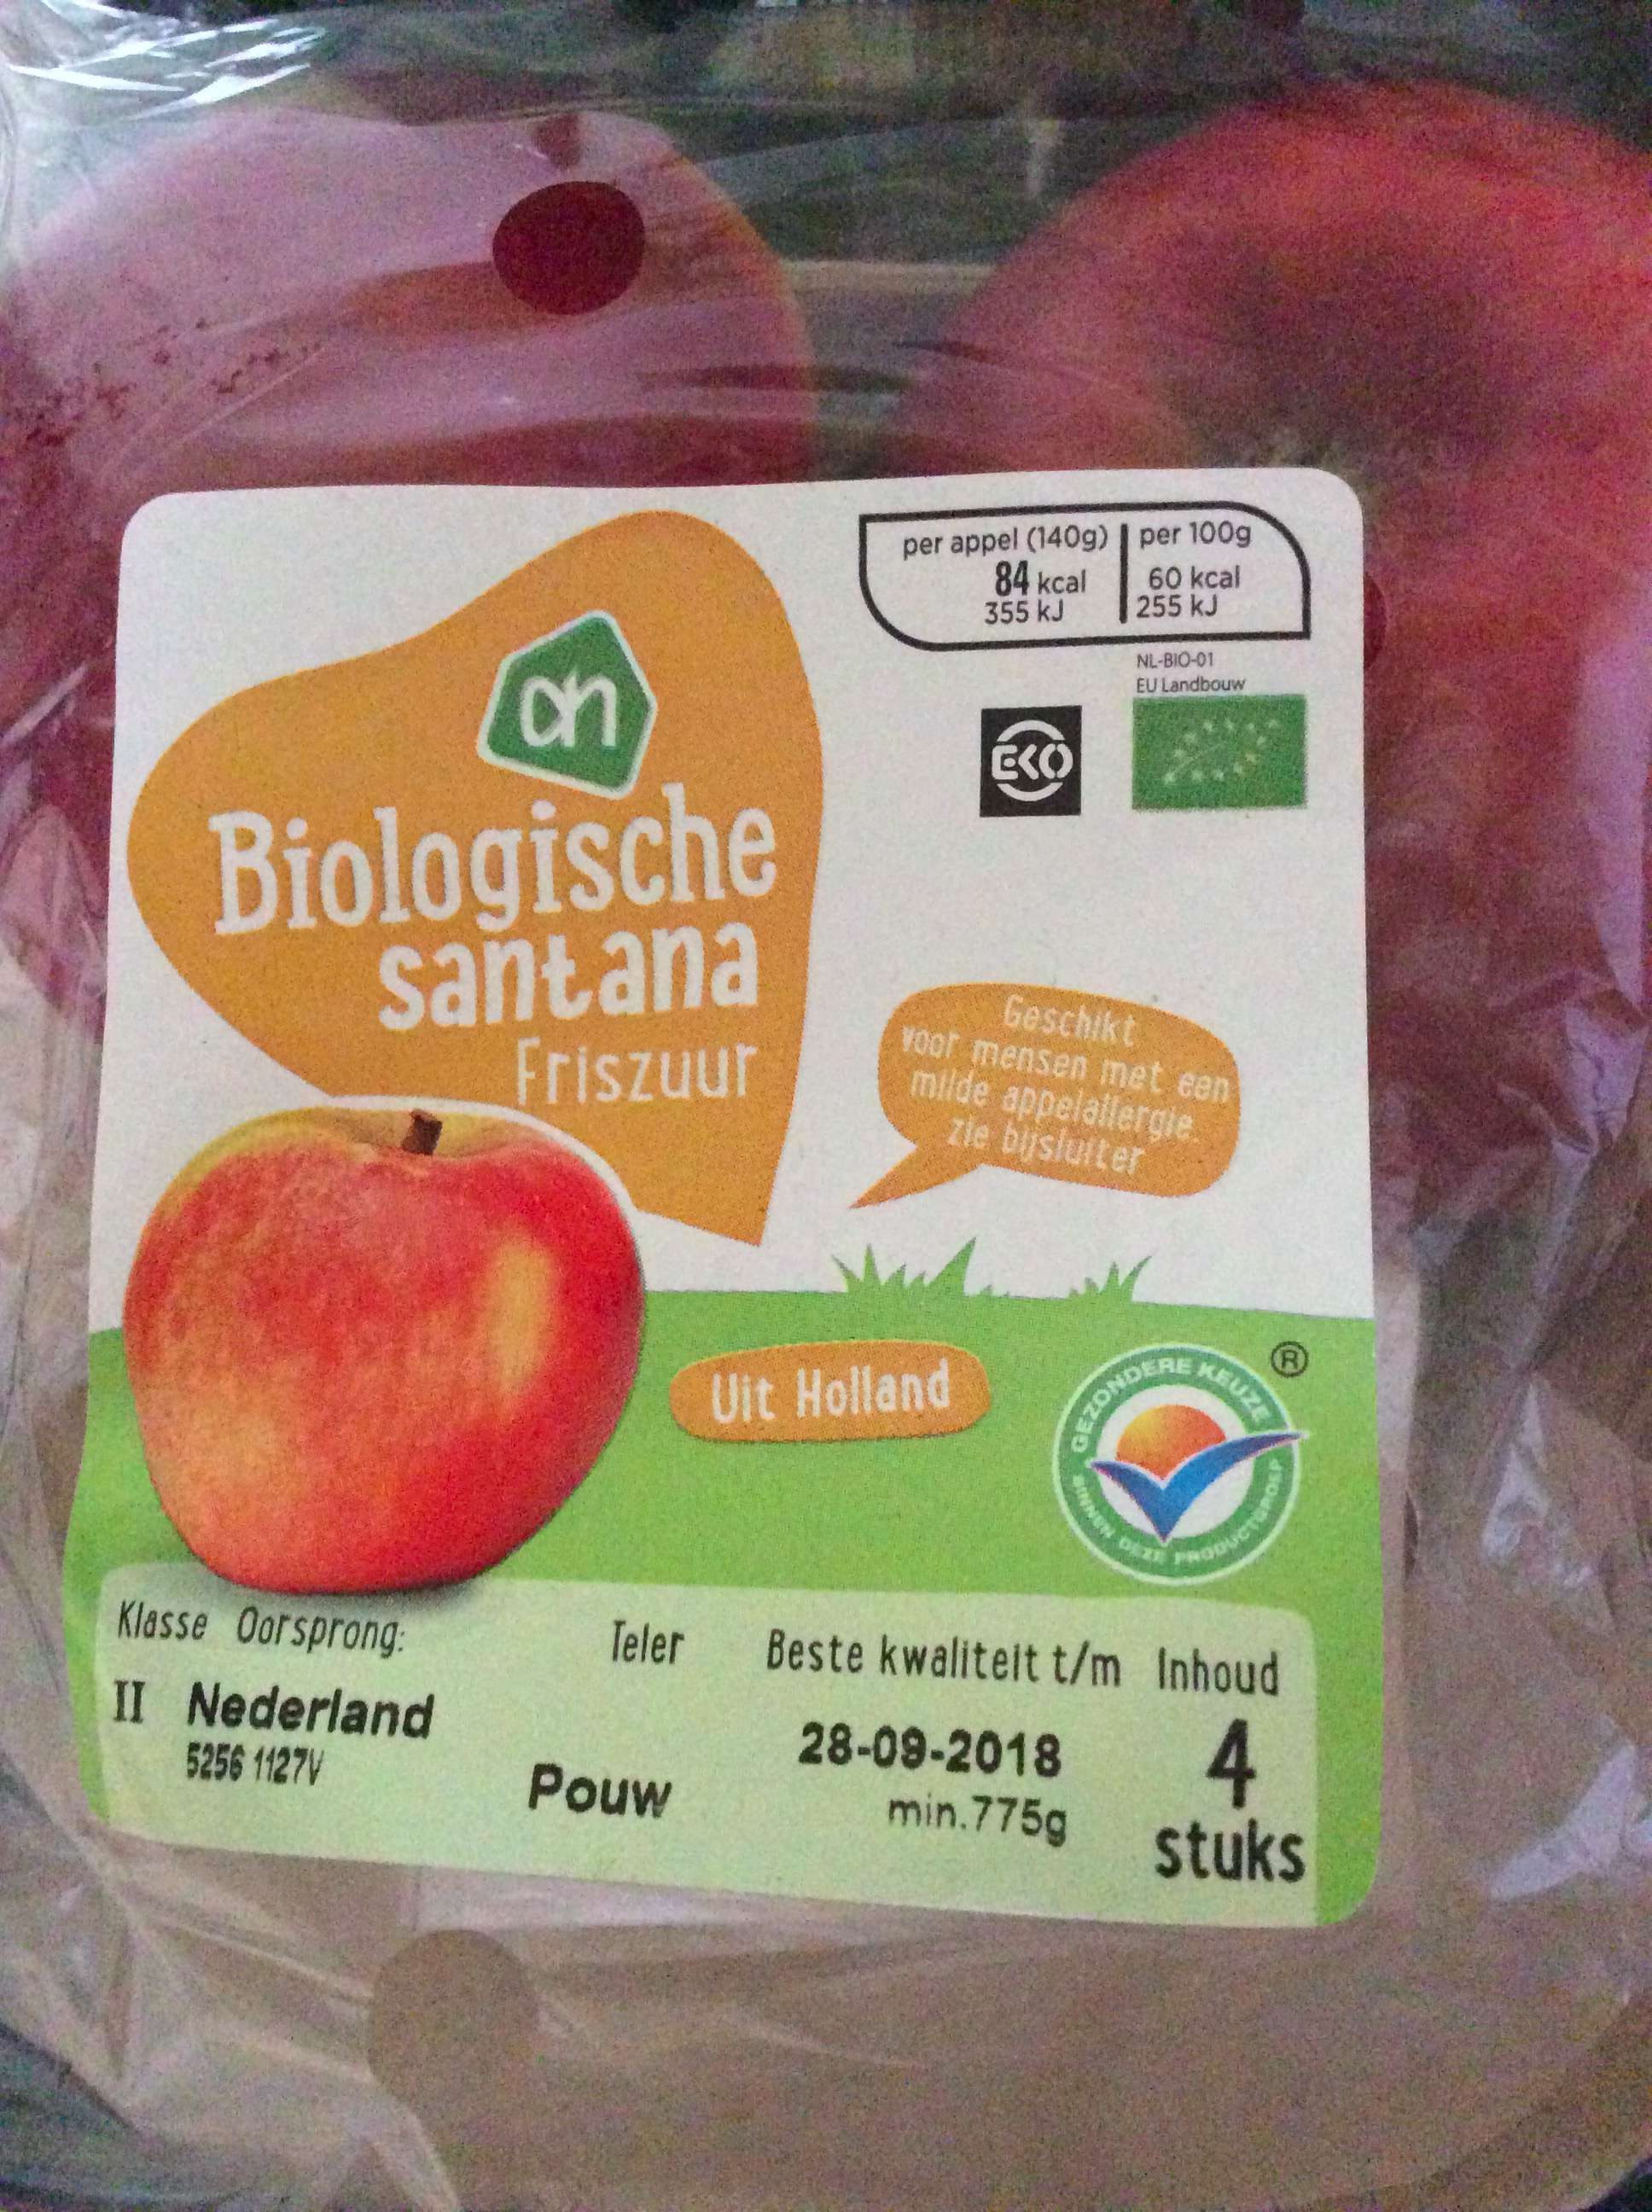 per appel (140g) | per 100g
84 kcal 60 kcal
355 kJ 255 kJ
NL-BIO-01
EU Landbouw
EKO
ah
Biologische
santana
Friszuur
Geschikt
voor mensen met een
milde appelallergie.
zie bijsluiter
Uit Holland
®
GEZONDERE KEUZE
BINNEN DEZE PRODUCTGROEP
Klasse Oorsprong: Teler Beste kwaliteit t/m Inhoud
II Nederland Pouw 28-09-2018 4
5256 1127V min.775g stuks